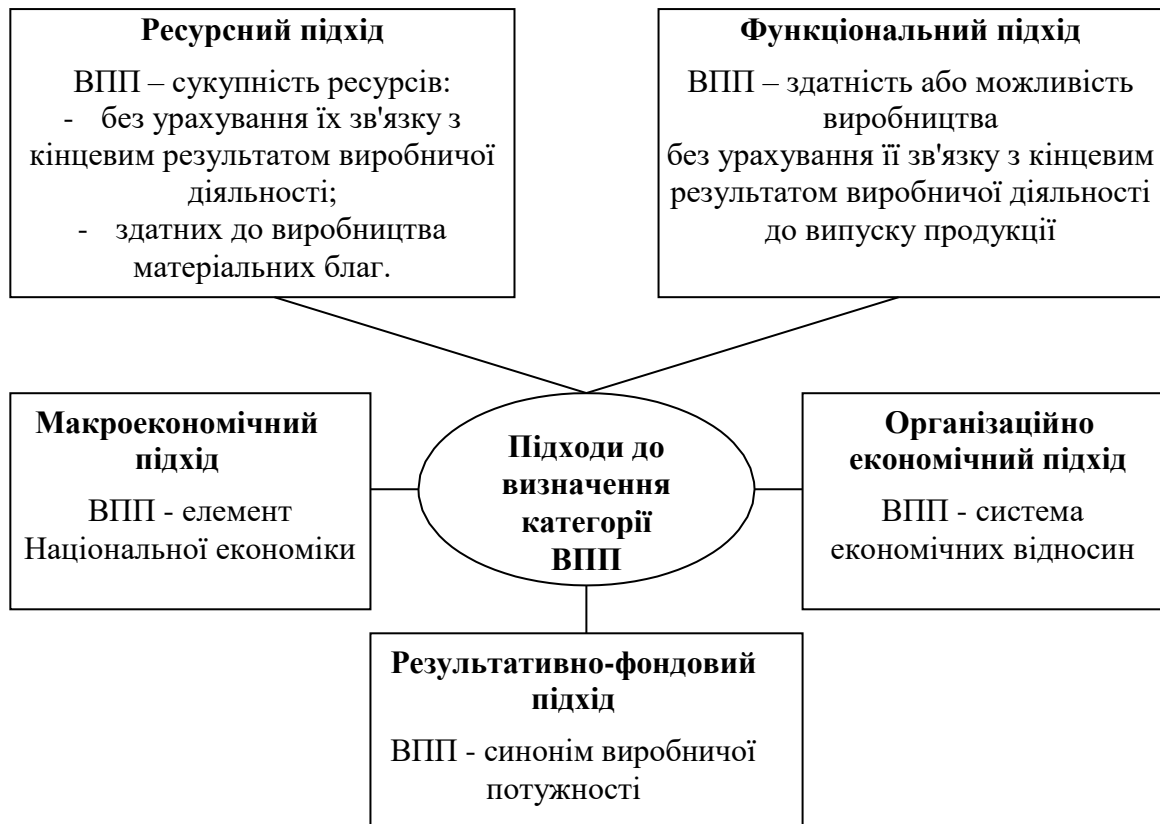 Ресурсний підхід
ВПП – сукупність ресурсів:
- без урахування їх зв'язку з
кінцевим результатом виробничої
діяльності;
- здатних до виробництва
матеріальних благ.
Функціональний підхід
ВПП – здатність або можливість
виробництва
без урахування її зв'язку з кінцевим
результатом виробничої діяльності
до випуску продукції
Макроекономічний
підхід
ВПП - елемент
Національної економіки
Підходи до
визначення
категорії
ВПП
Організаційно
економічний підхід
ВПП - система
економічних відносин
Результативно-фондовий
підхід
ВПП - синонім виробничої
потужності